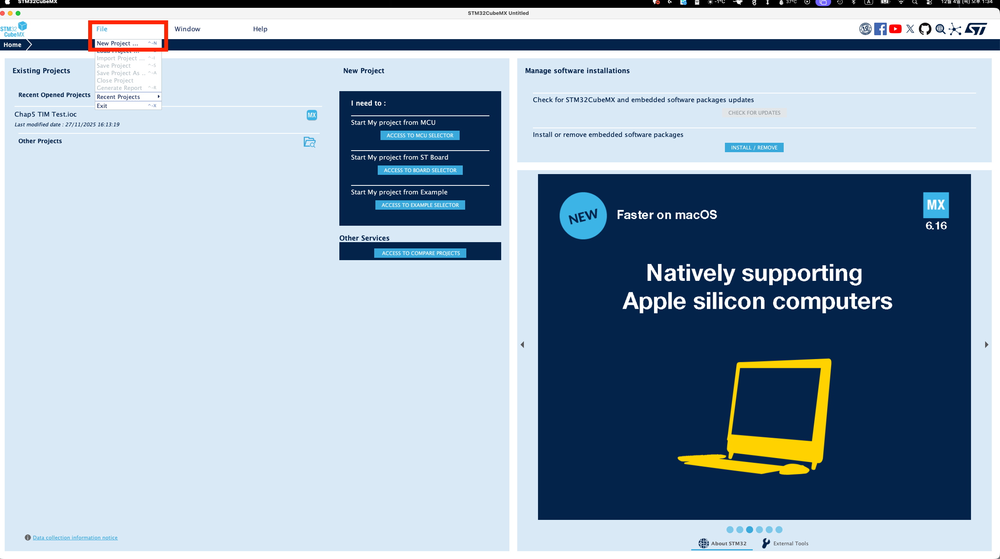 STM32CubeMX
-1°C
37°C
A
12월 4일 (목) 오후 1:34
STM32CubeMX Untitled
STM32
CubeMX
File
Window
Help
10
ST
Home
New Project ... ^-N
Load Project ...
Import Project ... ^-I
Save Project ^-S
Save Project As .. ^-A
Close Project
Generate Report ^-R
Recent Projects
Exit ^-X
Existing Projects
Recent Opened Projects
Chap5 TIM Test.ioc
MX
Last modified date : 27/11/2025 16:13:19
Other Projects
New Project
I need to :
Start My project from MCU
ACCESS TO MCU SELECTOR
Start My project from ST Board
ACCESS TO BOARD SELECTOR
Start My project from Example
ACCESS TO EXAMPLE SELECTOR
Other Services
ACCESS TO COMPARE PROJECTS
Manage software installations
Check for STM32CubeMX and embedded software packages updates
CHECK FOR UPDATES
Install or remove embedded software packages
INSTALL / REMOVE
NEW
Faster on macOS
MX
6.16
Natively supporting
Apple silicon computers
Data collection information notice
About STM32
External Tools